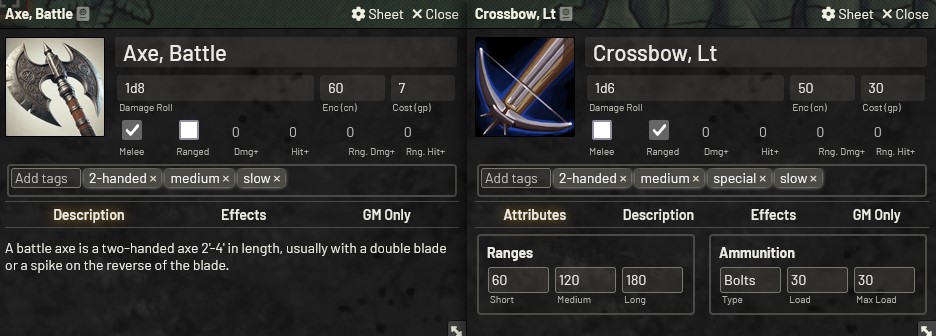 Axe, Battle
Sheet × Close
Axe, Battle
1d8 60 7
Damage Roll Enc (cn) Cost (gp)
0 0 0 0
Melee Ranged Dmg+ Hit+ Rng. Dmg+ Rng. Hit+
Add tags 2-handed × medium × slow ×
Description Effects GM Only
A battle axe is a two-handed axe 2'-4' in length, usually with a double blade
or a spike on the reverse of the blade.
Crossbow, Lt
Sheet × Close
Crossbow, Lt
1d6 50 30
Damage Roll Enc (cn) Cost (gp)
0 0 0 0
Melee Ranged Dmg+ Hit+ Rng. Dmg+ Rng. Hit+
Add tags 2-handed × medium × special × slow ×
Attributes Description Effects GM Only
Ranges
60 120 180
Short Medium Long
Ammunition
Bolts 30 30
Type Load Max Load